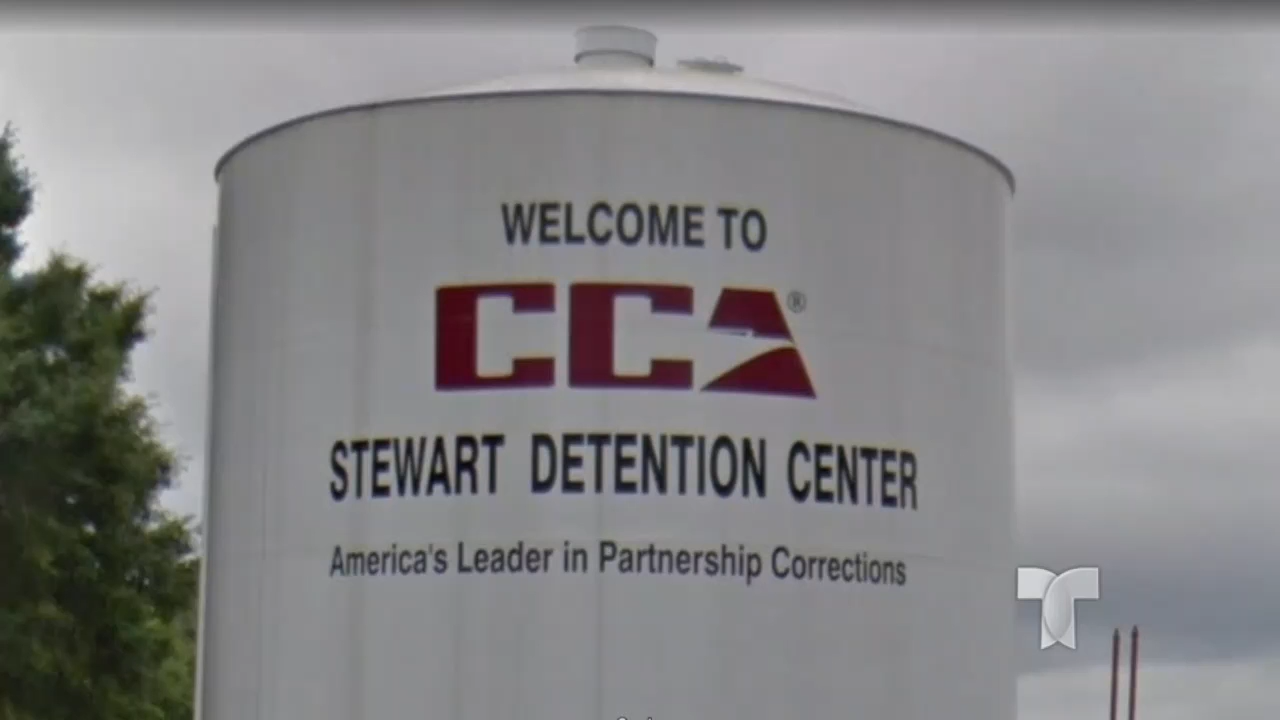 WELCOME TO
CCA®
STEWART DETENTION CENTER
America's Leader in Partnership Corrections